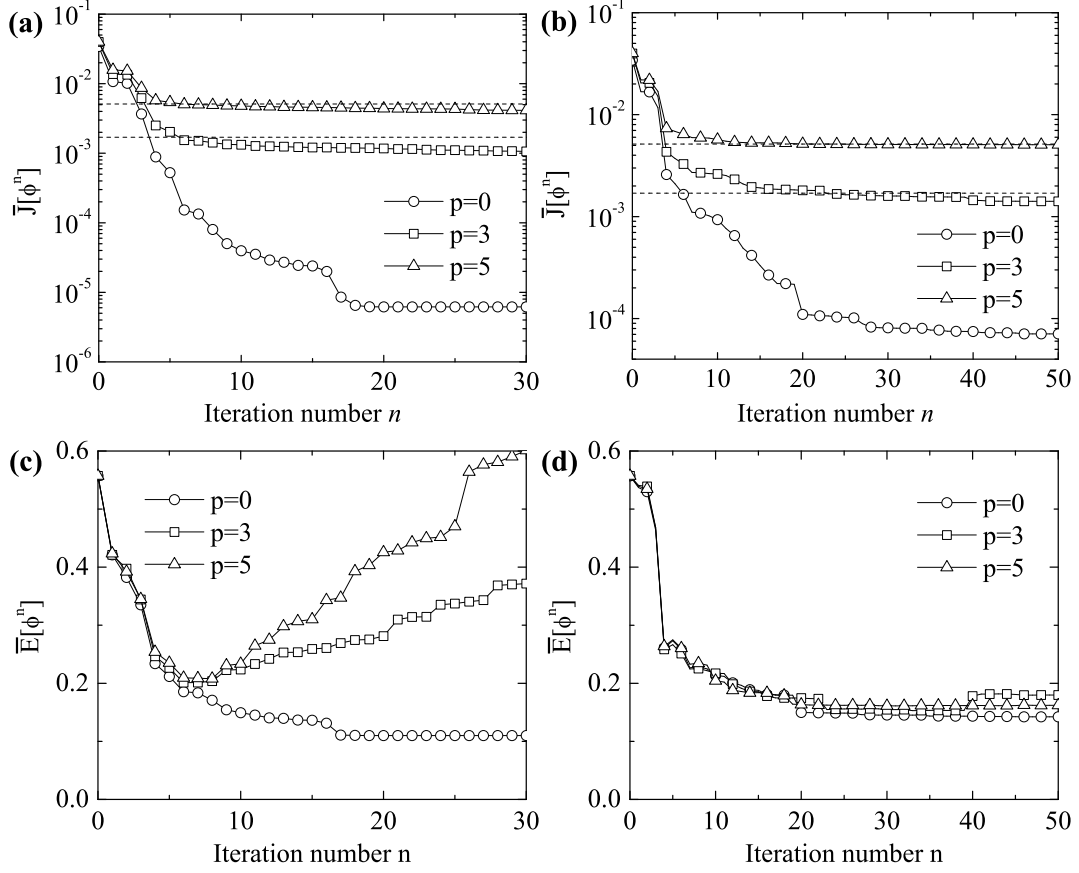 (a)
J̄[ϕⁿ]
10⁻¹
10⁻²
10⁻³
10⁻⁴
10⁻⁵
10⁻⁶
p=0
p=3
p=5
0 10 20 30
Iteration number n
(b)
J̄[ϕⁿ]
10⁻¹
10⁻²
10⁻³
10⁻⁴
p=0
p=3
p=5
0 10 20 30 40 50
Iteration number n
(c)
E̅[ϕⁿ]
0.6
0.4
0.2
0.0
p=0
p=3
p=5
0 10 20 30
Iteration number n
(d)
E̅[ϕⁿ]
0.6
0.4
0.2
0.0
p=0
p=3
p=5
0 10 20 30 40 50
Iteration number n